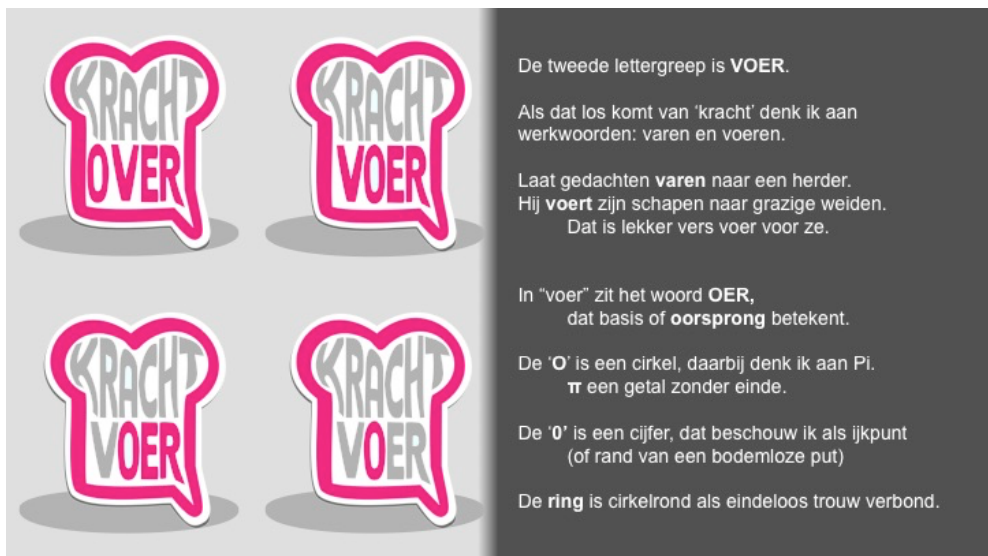 KRACHT
OVER
KRACHT
VOER
KRACHT
VOER
KRACHT
VOER
De tweede lettergreep is VOER.
Als dat los komt van ‘kracht’ denk ik aan
werkwoorden: varen en voeren.
Laat gedachten varen naar een herder.
Hij voert zijn schapen naar grazige weiden.
Dat is lekker vers voer voor ze.
In “voer” zit het woord OER,
dat basis of oorsprong betekent.
De ‘O’ is een cirkel, daarbij denk ik aan Pi.
π een getal zonder einde.
De ‘0’ is een cijfer, dat beschouw ik als ijkpunt
(of rand van een bodemloze put)
De ring is cirkelrond als eindeloos trouw verbond.